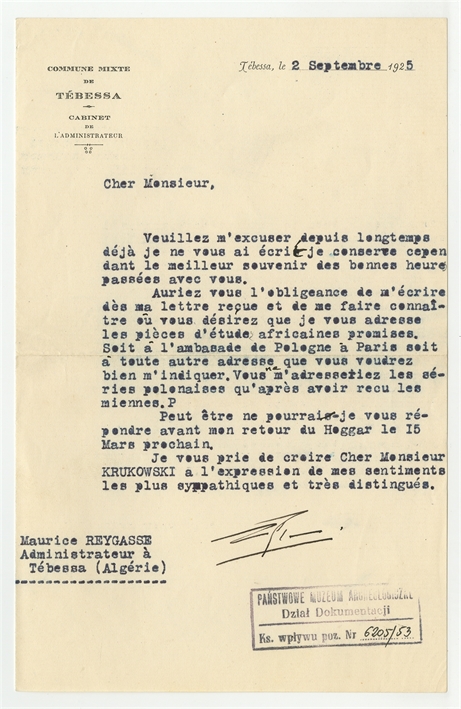 COMMUNE MIXTE
DE
TÉBESSA
CABINET
DE
L'ADMINISTRATEUR
Tébessa, le 2 Septembre 1925
Cher Monsieur,
Veuillez m'excuser depuis longtemps
déjà je ne vous ai écrit je conserve cepen
dant le meilleur souvenir des bonnes heure
passées avec vous.
Auriez vous l'obligeance de m'écrire
dès ma lettre reçue et de me faire connaî-
tre où vous désirez que je vous adresse
les pièces d'étude africaines promises.
Soit à l'ambasade de Pologne à Paris soit
à toute autre adresse que vous voudrez
bien m'indiquer. Vous ne m'adresseriez les sé-
ries polonaises qu'après avoir recu les
miennes.P
Peut être ne pourrais-je vous ré-
pondre avant mon retour du Hoggar le I5
Mars prochain.
Je vous prie de croire Cher Monsieur
KRUKOWSKI a l'expression de mes sentiments
les plus sympathiques et très distingués.
Maurice REYGASSE
Administrateur à
Tébessa (Algérie)
PAŃSTWOWE MUZEUM ARCHEOLOGICZNE
Dział Dokumentacji
Ks. wpływu poz. Nr 6205/53